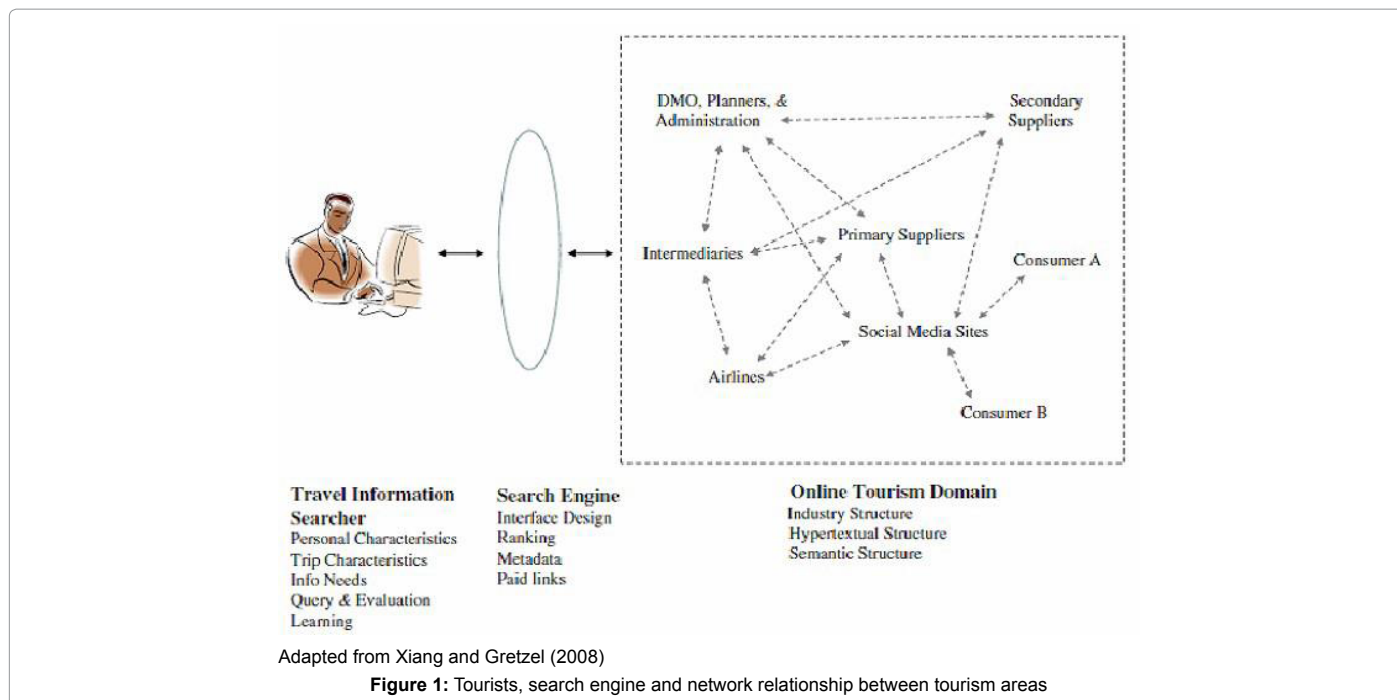 DMO, Planners, &
Administration
Secondary
Suppliers
Intermediaries
Primary Suppliers
Consumer A
Social Media Sites
Airlines
Consumer B
Travel Information
Searcher
Personal Characteristics
Trip Characteristics
Info Needs
Query & Evaluation
Learning
Search Engine
Interface Design
Ranking
Metadata
Paid links
Online Tourism Domain
Industry Structure
Hypertextual Structure
Semantic Structure
Adapted from Xiang and Gretzel (2008)
Figure 1: Tourists, search engine and network relationship between tourism areas